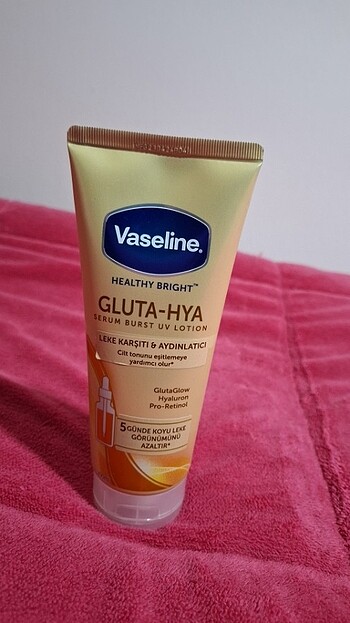 Vaseline.
HEALTHY BRIGHT™
GLUTA-HYA
SERUM BURST UV LOTION
LEKE KARŞITI & AYDINLATICI
Cilt tonunu eşitlemeye
yardımcı olur*
GlutaGlow
Hyaluron
Pro-Retinol
5 GÜNDE KOYU LEKE
GÖRÜNÜMÜNÜ
AZALTIR*